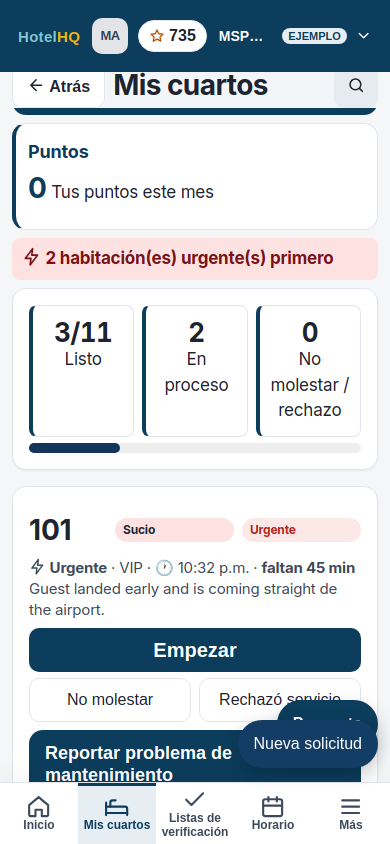 HotelHQ MA 735 MSP... EJEMPLO
Atrás Mis cuartos
Puntos
0 Tus puntos este mes
2 habitación(es) urgente(s) primero
3/11 2 0
Listo En No
proceso molestar /
rechazo
101 Sucio Urgente
Urgente · VIP · 10:32 p.m. · faltan 45 min
Guest landed early and is coming straight de
the airport.
Empezar
No molestar Rechazó servicio
Nueva solicitud
Reportar problema de
mantenimiento
Inicio Mis cuartos Listas de
verificación Horario Más